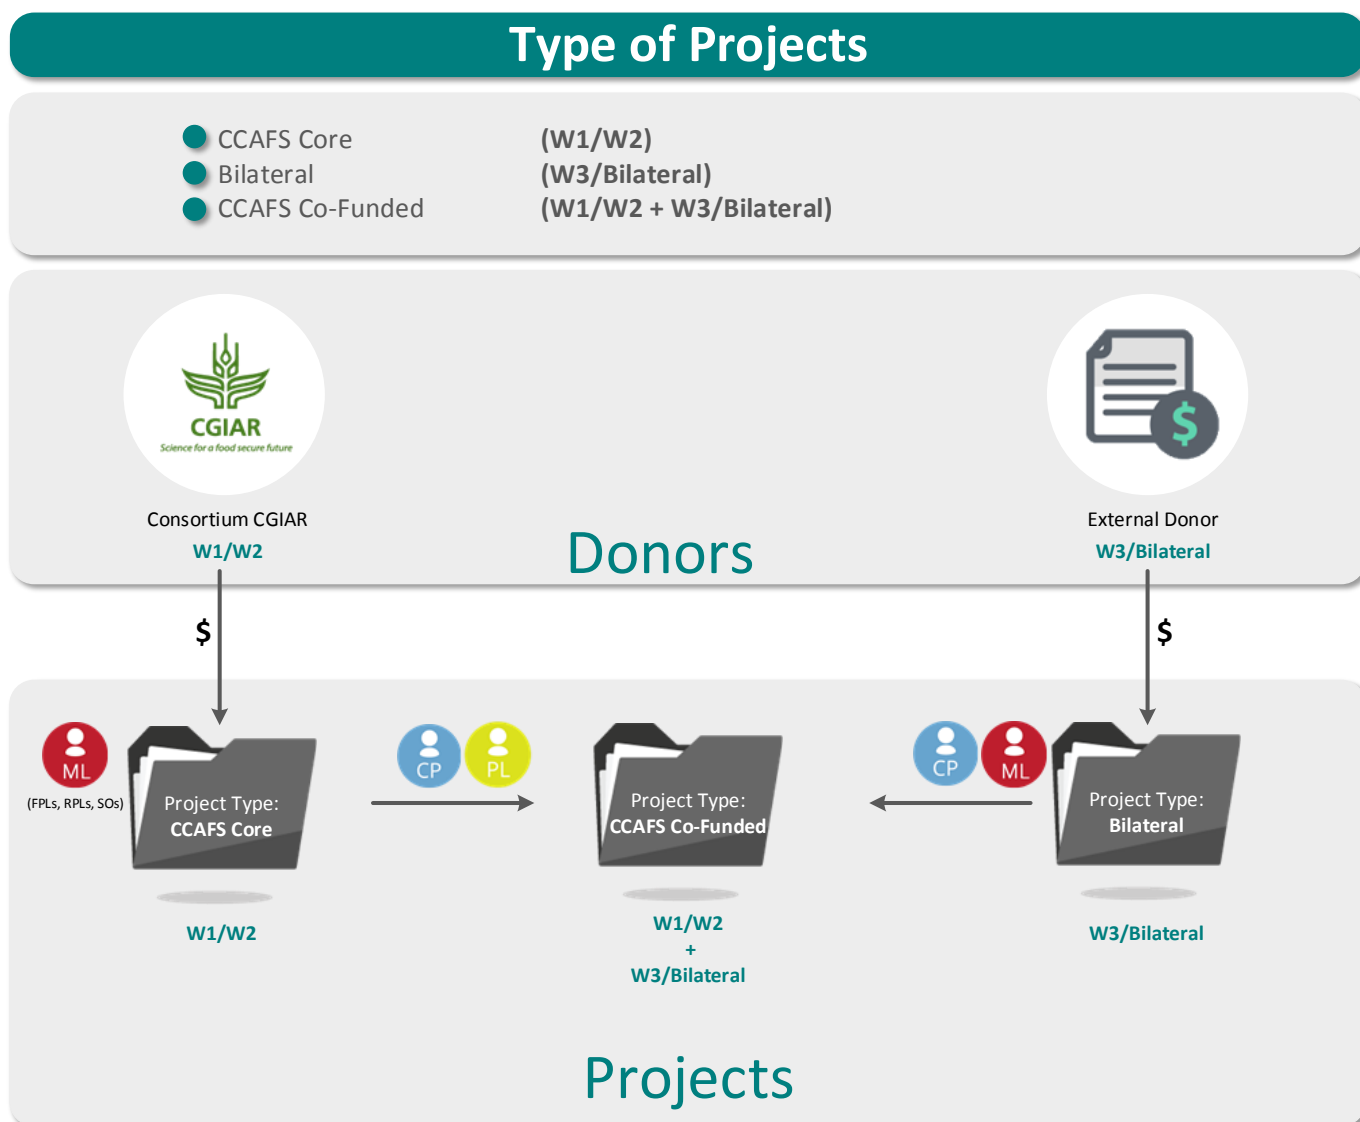 Type of Projects
CCAFS Core (W1/W2)
Bilateral (W3/Bilateral)
CCAFS Co-Funded (W1/W2 + W3/Bilateral)
CGIAR
Science for a food secure future
$
Consortium CGIAR
W1/W2
External Donor
W3/Bilateral
Donors
$
$
ML
(FPLs, RPLs, SOs)
Project Type:
CCAFS Core
W1/W2
CP
PL
Project Type:
CCAFS Co-Funded
W1/W2
+
W3/Bilateral
CP
ML
Project Type:
Bilateral
W3/Bilateral
Projects